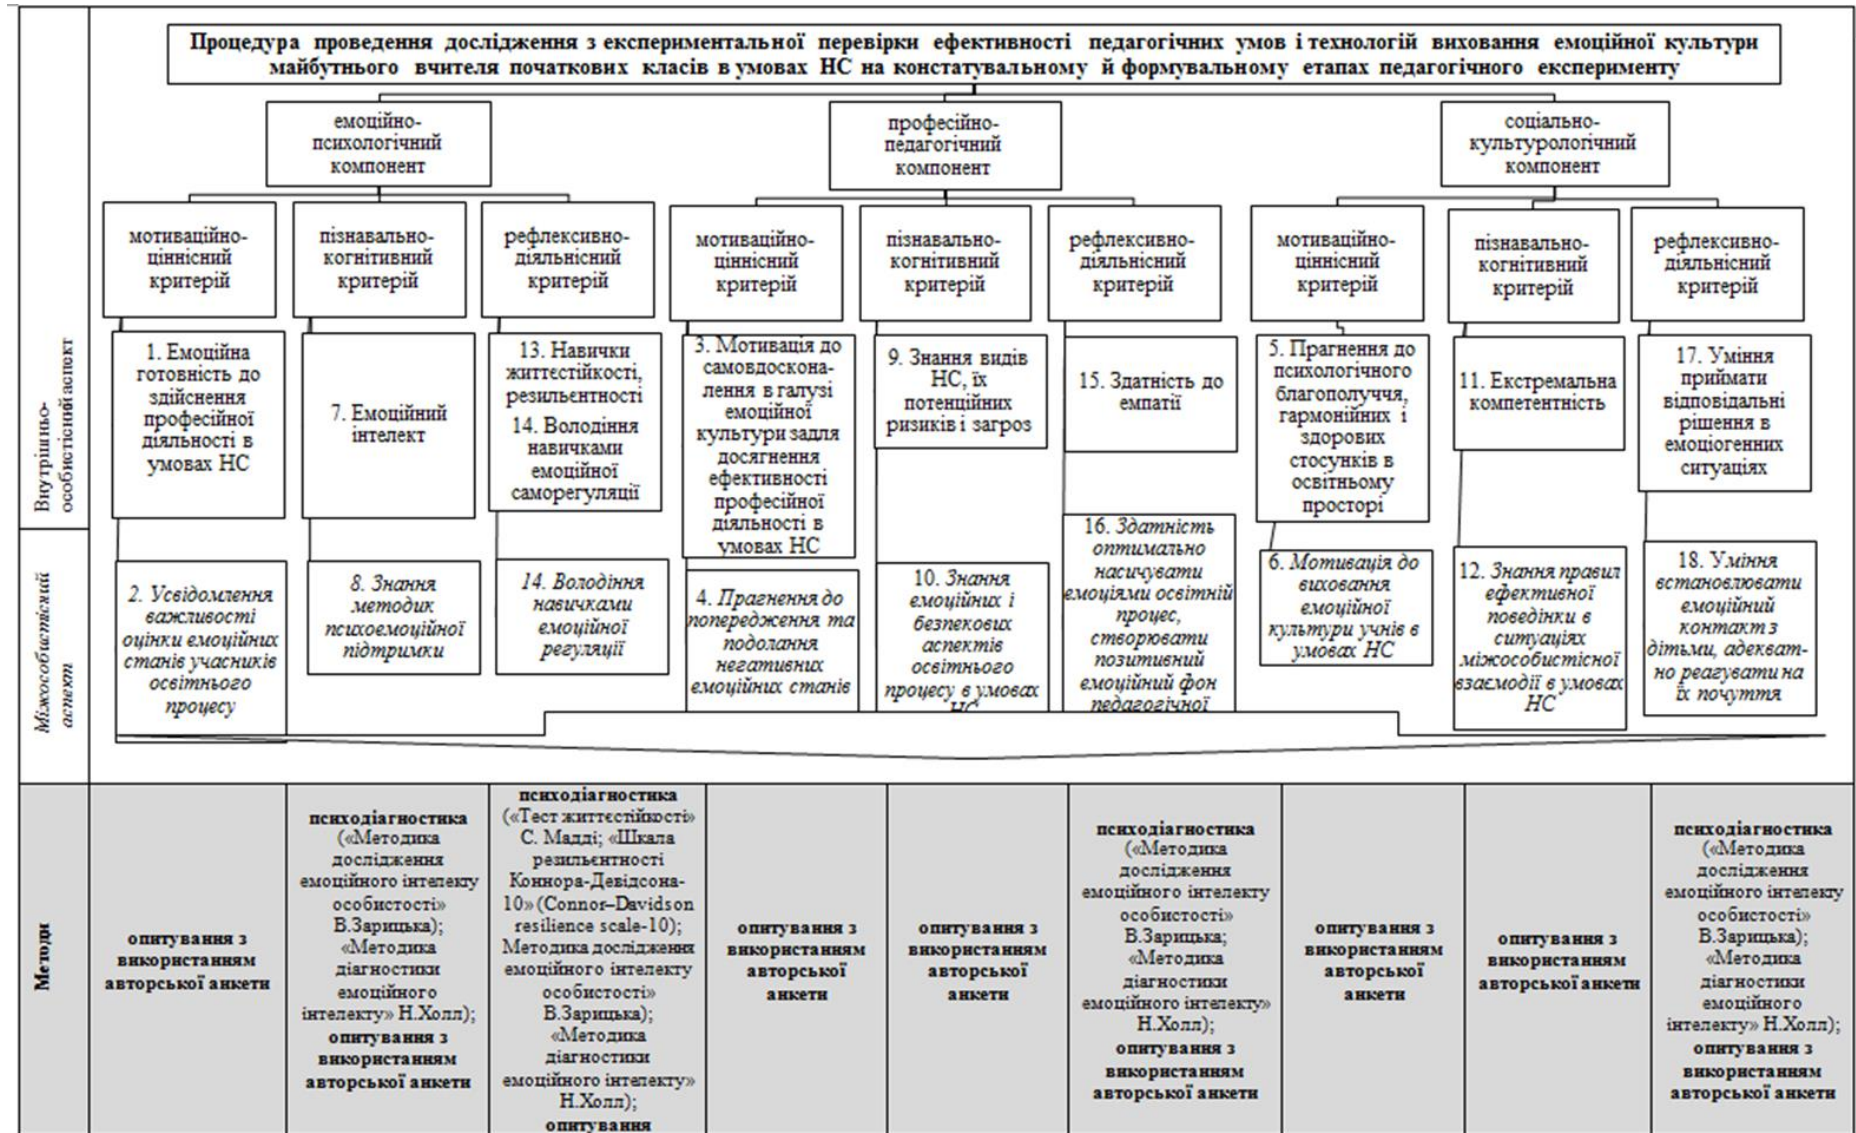 Процедура проведення дослідження з експериментальної перевірки ефективності педагогічних умов і технологій виховання емоційної культури
майбутнього вчителя початкових класів в умовах НС на констатувальному й формувальному етапах педагогічного експерименту
емоційно-
психологічний
компонент
професійно-
педагогічний
компонент
соціально-
культурологічний
компонент
мотиваційно-
ціннісний
критерій
пізнавально-
когнітивний
критерій
рефлексивно-
діяльнісний
критерій
мотиваційно-
ціннісний
критерій
пізнавально-
когнітивний
критерій
рефлексивно-
діяльнісний
критерій
мотиваційно-
ціннісний
критерій
пізнавально-
когнітивний
критерій
рефлексивно-
діяльнісний
критерій
Внутрішньо-
особистісний аспект
1. Емоційна
готовність до
здійснення
професійної
діяльності в
умовах НС
7. Емоційний
інтелект
13. Навички
життєстійкості,
резильєнтності
14. Володіння
навичками
емоційної
саморегуляції
3. Мотивація до
самовдоскона-
лення в галузі
емоційної
культури задля
досягнення
ефективності
професійної
діяльності в
умовах НС
9. Знання видів
НС, їх
потенційних
ризиків і загроз
15. Здатність до
емпатії
5. Прагнення до
психологічного
благополуччя,
гармонійних і
здорових
стосунків в
освітньому
просторі
11. Екстремальна
компетентність
17. Уміння
приймати
відповідальні
рішення в
емоціогенних
ситуаціях
Міжособистісний
аспект
2. Усвідомлення
важливості
оцінки емоційних
станів учасників
освітнього
процесу
8. Знання
методик
психоемоційної
підтримки
14. Володіння
навичками
емоційної
регуляції
4. Прагнення до
попередження та
подолання
негативних
емоційних станів
10. Знання
емоційних і
безпекових
аспектів
освітнього
процесу в умовах
НС
16. Здатність
оптимально
насичувати
емоціями освітній
процес,
створювати
позитивний
емоційний фон
педагогічної
6. Мотивація до
виховання
емоційної
культури учнів в
умовах НС
12. Знання правил
ефективної
поведінки в
ситуаціях
міжособистісної
взаємодії в умовах
НС
18. Уміння
встановлювати
емоційний
контакт з
дітьми, адекват-
но реагувати на
їх почуття
Методи
опитування з
використанням
авторської анкети
психодіагностика
(«Методика
дослідження
емоційного інтелекту
особистості»
В.Зарицька);
«Методика
діагностики
емоційного
інтелекту» Н.Холл);
опитування з
використанням
авторської анкети
психодіагностика
(«Тест життєстійкості»
С. Мадді; «Шкала
резильєнтності
Коннора-Девідсона-
10» (Connor–Davidson
resilience scale-10);
Методика дослідження
емоційного інтелекту
особистості»
В.Зарицька);
«Методика
діагностики
емоційного інтелекту»
Н.Холл);
опитування
опитування з
використанням
авторської
анкети
опитування з
використанням
авторської
анкети
психодіагностика
(«Методика
дослідження
емоційного інтелекту
особистості»
В.Зарицька;
«Методика
діагностики
емоційного інтелекту»
Н.Холл);
опитування з
використанням
авторської анкети
опитування з
використанням
авторської
анкети
опитування з
використанням
авторської анкети
психодіагностика
(«Методика
дослідження
емоційного інтелекту
особистості»
В.Зарицька);
«Методика
діагностики
емоційного
інтелекту» Н.Холл);
опитування з
використанням
авторської анкети